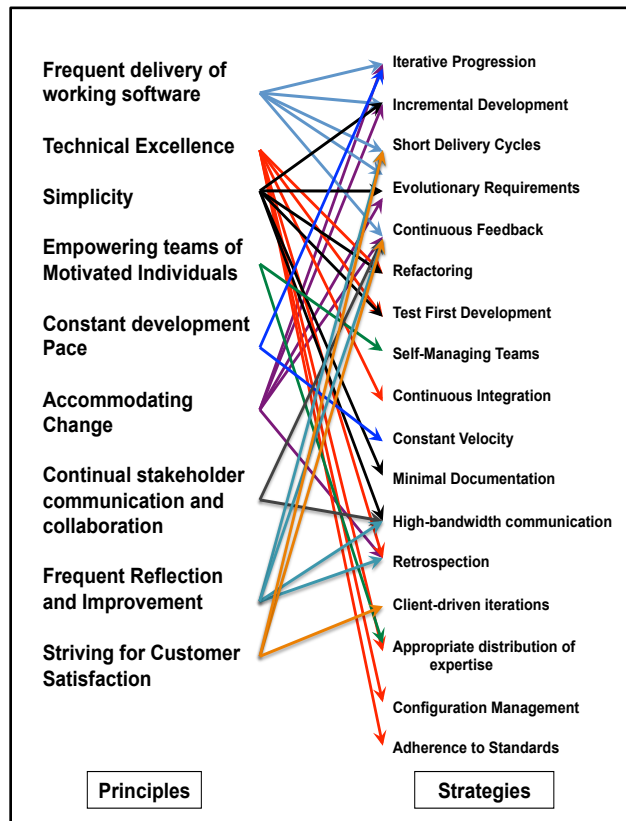 Frequent delivery of
working software
Technical Excellence
Simplicity
Empowering teams of
Motivated Individuals
Constant development
Pace
Accommodating
Change
Continual stakeholder
communication and
collaboration
Frequent Reflection
and Improvement
Striving for Customer
Satisfaction
Principles
Iterative Progression
Incremental Development
Short Delivery Cycles
Evolutionary Requirements
Continuous Feedback
Refactoring
Test First Development
Self-Managing Teams
Continuous Integration
Constant Velocity
Minimal Documentation
High-bandwidth communication
Retrospection
Client-driven iterations
Appropriate distribution of
expertise
Configuration Management
Adherence to Standards
Strategies